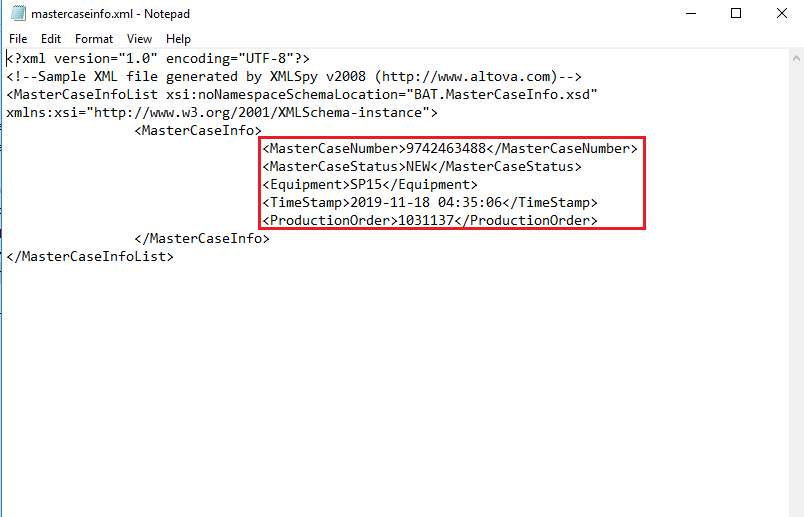 mastercaseinfo.xml - Notepad
File Edit Format View Help
<?xml version="1.0" encoding="UTF-8"?>
<!--Sample XML file generated by XMLSpy v2008 (http://www.altova.com)-->
<MasterCaseInfoList xsi:noNamespaceSchemaLocation="BAT.MasterCaseInfo.xsd"
xmlns:xsi="http://www.w3.org/2001/XMLSchema-instance">
<MasterCaseInfo>
<MasterCaseNumber>9742463488</MasterCaseNumber>
<MasterCaseStatus>NEW</MasterCaseStatus>
<Equipment>SP15</Equipment>
<TimeStamp>2019-11-18 04:35:06</TimeStamp>
<ProductionOrder>1031137</ProductionOrder>
</MasterCaseInfo>
</MasterCaseInfoList>